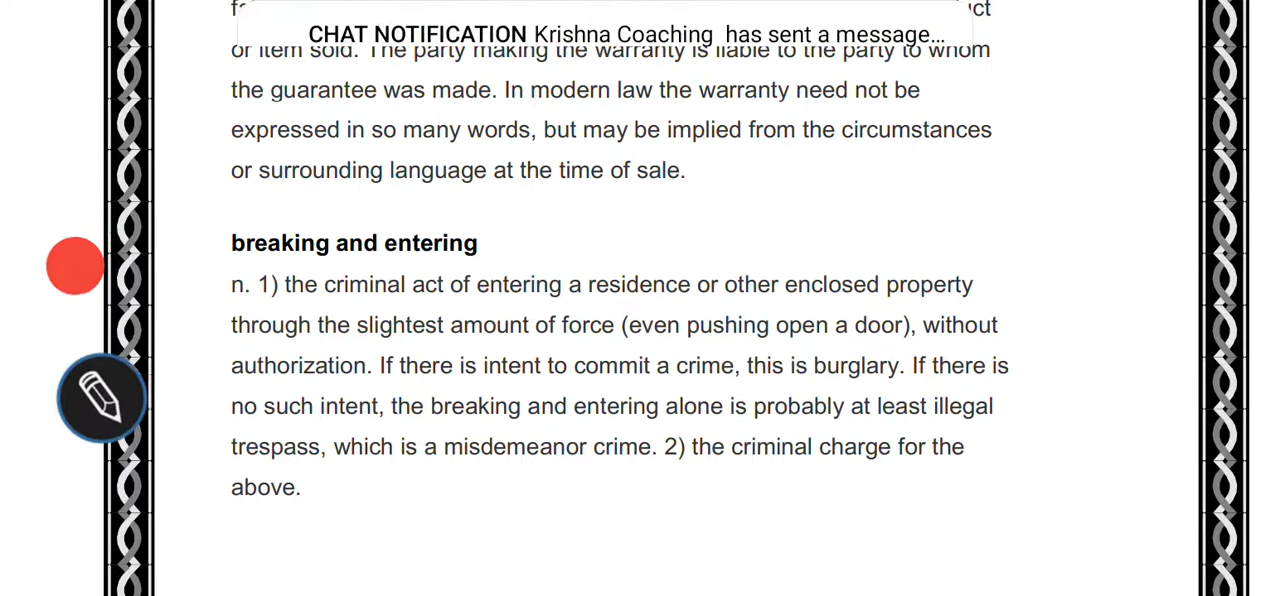 CHAT NOTIFICATION Krishna Coaching has sent a message...
or item sold. The party making the warranty is liable to the party to whom
the guarantee was made. In modern law the warranty need not be
expressed in so many words, but may be implied from the circumstances
or surrounding language at the time of sale.
breaking and entering
n. 1) the criminal act of entering a residence or other enclosed property
through the slightest amount of force (even pushing open a door), without
authorization. If there is intent to commit a crime, this is burglary. If there is
no such intent, the breaking and entering alone is probably at least illegal
trespass, which is a misdemeanor crime. 2) the criminal charge for the
above.